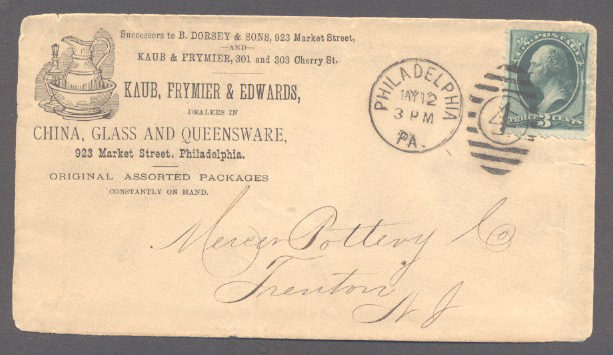 Successors to B. DORSEY & SONS, 923 Market Street,
—AND—
KAUB & FRYMIER, 301 and 303 Cherry St.
KAUB, FRYMIER & EDWARDS,
DEALERS IN
CHINA, GLASS AND QUEENSWARE,
923 Market Street, Philadelphia.
ORIGINAL ASSORTED PACKAGES
CONSTANTLY ON HAND.
PHILADELPHIA
MAY 12
3 PM
PA.
U.S. POSTAGE
THREE 3 CENTS
Mercer Pottery Co
Trenton
N J